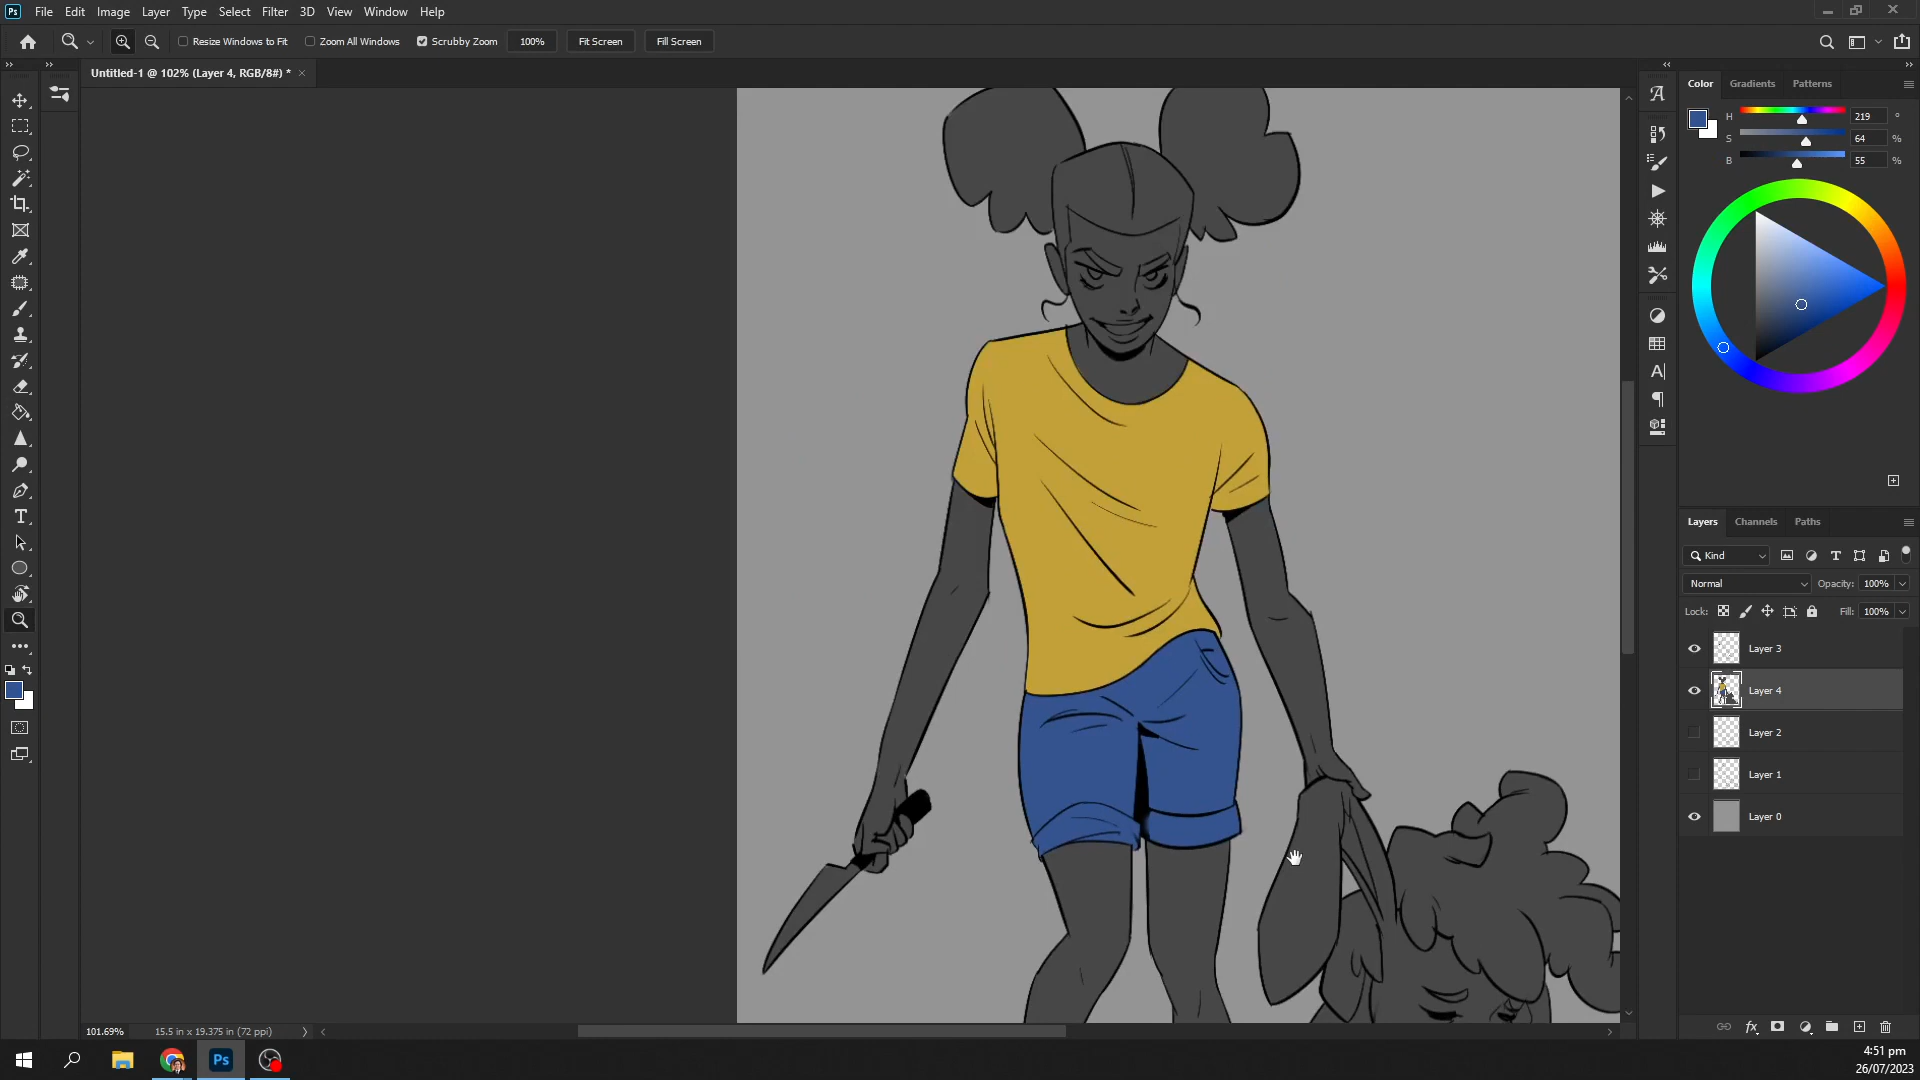 Ps File Edit Image Layer Type Select Filter 3D View Window Help
Resize Windows to Fit Zoom All Windows Scrubby Zoom 100% Fit Screen Fill Screen
Untitled-1 @ 102% (Layer 4, RGB/8#) * ×
Color Gradients Patterns
H 219 °
S 64 %
B 55 %
Layers Channels Paths
Kind
Normal Opacity: 100%
Lock: Fill: 100%
Layer 3
Layer 4
Layer 2
Layer 1
Layer 0
101.69% 15.5 in x 19.375 in (72 ppi)
Ps
4:51 pm
26/07/2023